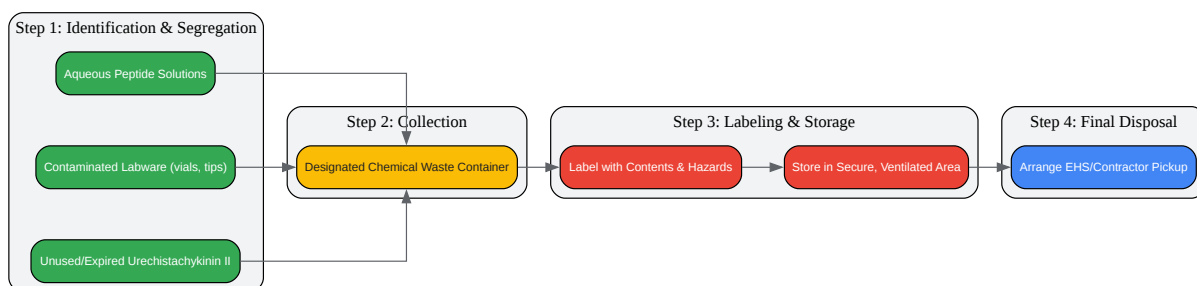 Step 1: Identification & Segregation
Aqueous Peptide Solutions
Contaminated Labware (vials, tips)
Unused/Expired Urechistachykinin II
Step 2: Collection
Designated Chemical Waste Container
Step 3: Labeling & Storage
Label with Contents & Hazards
Store in Secure, Ventilated Area
Step 4: Final Disposal
Arrange EHS/Contractor Pickup